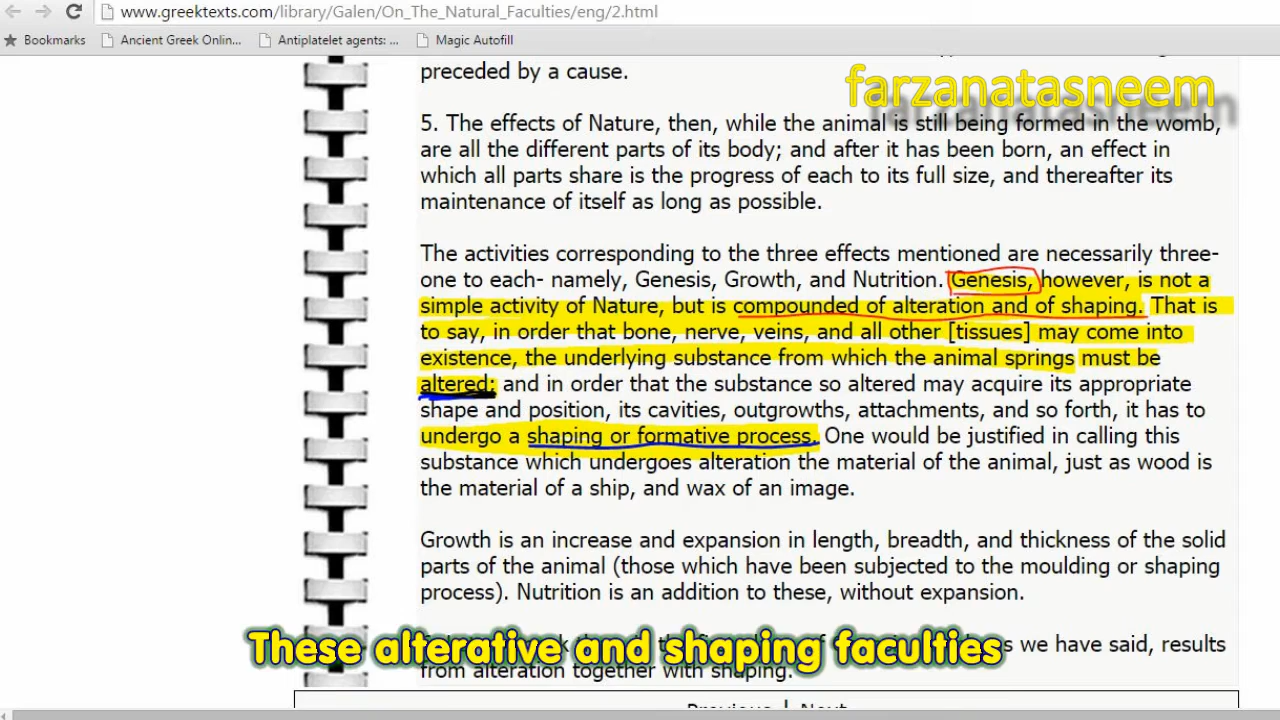 www.greektexts.com/library/Galen/On_The_Natural_Faculties/eng/2.html
Bookmarks Ancient Greek Onlin... Antiplatelet agents: ... Magic Autofill
preceded by a cause.
farzanatasneem
5. The effects of Nature, then, while the animal is still being formed in the womb,
are all the different parts of its body; and after it has been born, an effect in
which all parts share is the progress of each to its full size, and thereafter its
maintenance of itself as long as possible.
The activities corresponding to the three effects mentioned are necessarily three-
one to each- namely, Genesis, Growth, and Nutrition. Genesis, however, is not a
simple activity of Nature, but is compounded of alteration and of shaping. That is
to say, in order that bone, nerve, veins, and all other [tissues] may come into
existence, the underlying substance from which the animal springs must be
altered; and in order that the substance so altered may acquire its appropriate
shape and position, its cavities, outgrowths, attachments, and so forth, it has to
undergo a shaping or formative process. One would be justified in calling this
substance which undergoes alteration the material of the animal, just as wood is
the material of a ship, and wax of an image.
Growth is an increase and expansion in length, breadth, and thickness of the solid
parts of the animal (those which have been subjected to the moulding or shaping
process). Nutrition is an addition to these, without expansion.
These alterative and shaping faculties
we have said, results
from alteration together with shaping.